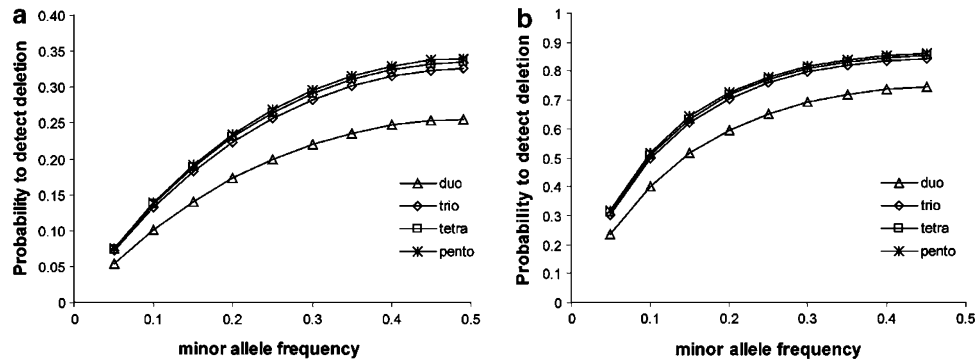 a
Probability to detect deletion
0.40
0.35
0.30
0.25
0.20
0.15
0.10
0.05
0
0
0.1
0.2
0.3
0.4
0.5
minor allele frequency
duo
trio
tetra
pento
b
Probability to detect deletion
1
0.9
0.8
0.7
0.6
0.5
0.4
0.3
0.2
0.1
0
0
0.1
0.2
0.3
0.4
0.5
minor allele frequency
duo
trio
tetra
pento